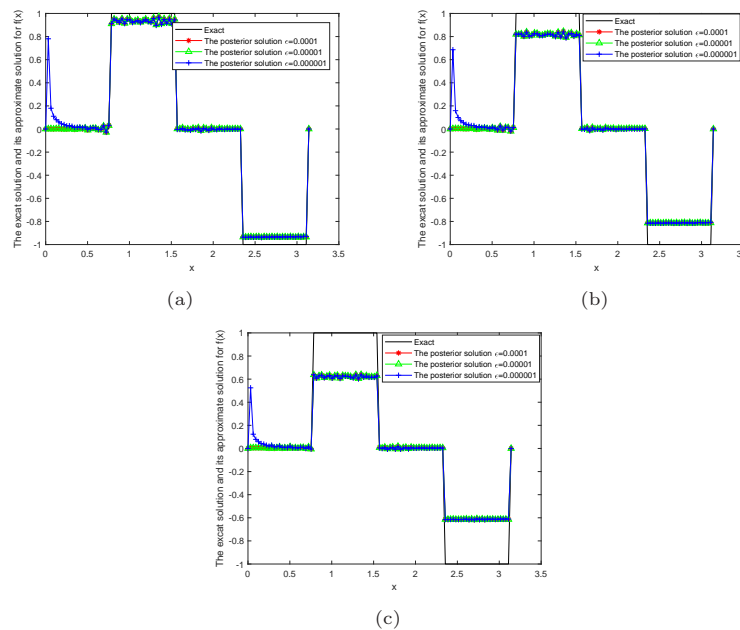 The excat solution and its approximate solution for f(x)
1
0.8
0.6
0.4
0.2
0
-0.2
-0.4
-0.6
-0.8
-1
0 0.5 1 1.5 2 2.5 3 3.5
x
Exact
The posterior solution ϵ=0.0001
The posterior solution ϵ=0.00001
The posterior solution ϵ=0.000001
(a)
The excat solution and its approximate solution for f(x)
1
0.8
0.6
0.4
0.2
0
-0.2
-0.4
-0.6
-0.8
-1
0 0.5 1 1.5 2 2.5 3 3.5
x
Exact
The posterior solution ϵ=0.0001
The posterior solution ϵ=0.00001
The posterior solution ϵ=0.000001
(b)
The excat solution and its approximate solution for f(x)
1
0.8
0.6
0.4
0.2
0
-0.2
-0.4
-0.6
-0.8
-1
0 0.5 1 1.5 2 2.5 3 3.5
x
Exact
The posterior solution ϵ=0.0001
The posterior solution ϵ=0.00001
The posterior solution ϵ=0.000001
(c)